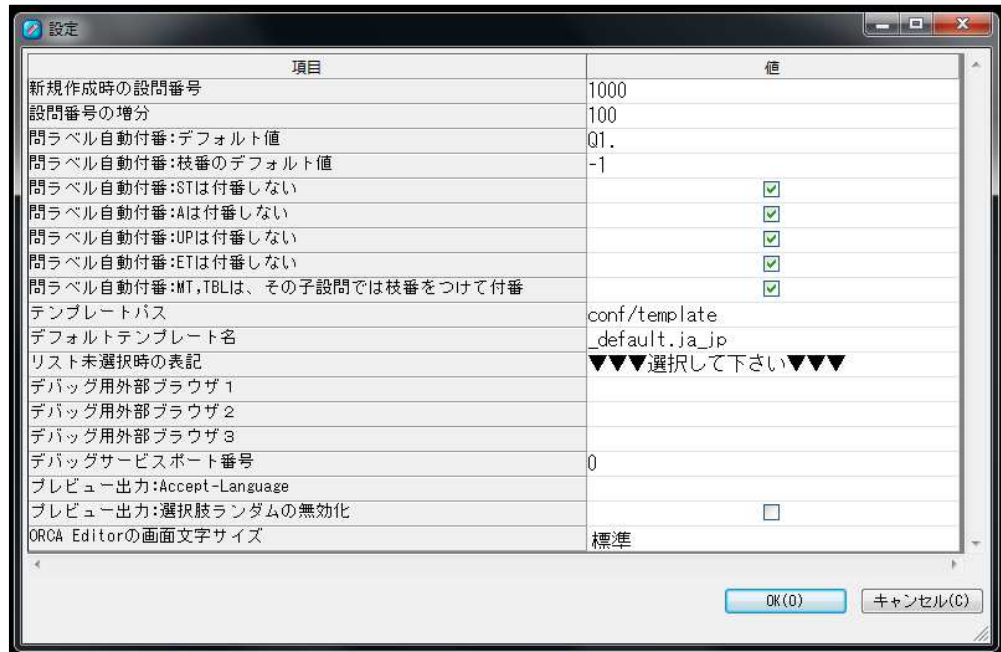 設定
項目 値
新規作成時の設問番号 1000
設問番号の増分 100
問ラベル自動付番:デフォルト値 Q1.
問ラベル自動付番:枝番のデフォルト値 -1
問ラベル自動付番:STは付番しない
問ラベル自動付番:AIは付番しない
問ラベル自動付番:UPは付番しない
問ラベル自動付番:ETは付番しない
問ラベル自動付番:MT,TBLは、その子設問では枝番をつけて付番
テンプレートパス conf/template
デフォルトテンプレート名 _default.ja_jp
リスト未選択時の表記 ▼▼▼選択して下さい▼▼▼
デバッグ用外部ブラウザ1
デバッグ用外部ブラウザ2
デバッグ用外部ブラウザ3
デバッグサービスポート番号 0
プレビュー出力:Accept-Language
プレビュー出力:選択肢ランダムの無効化
ORCA Editorの画面文字サイズ 標準
OK(O) キャンセル(C)